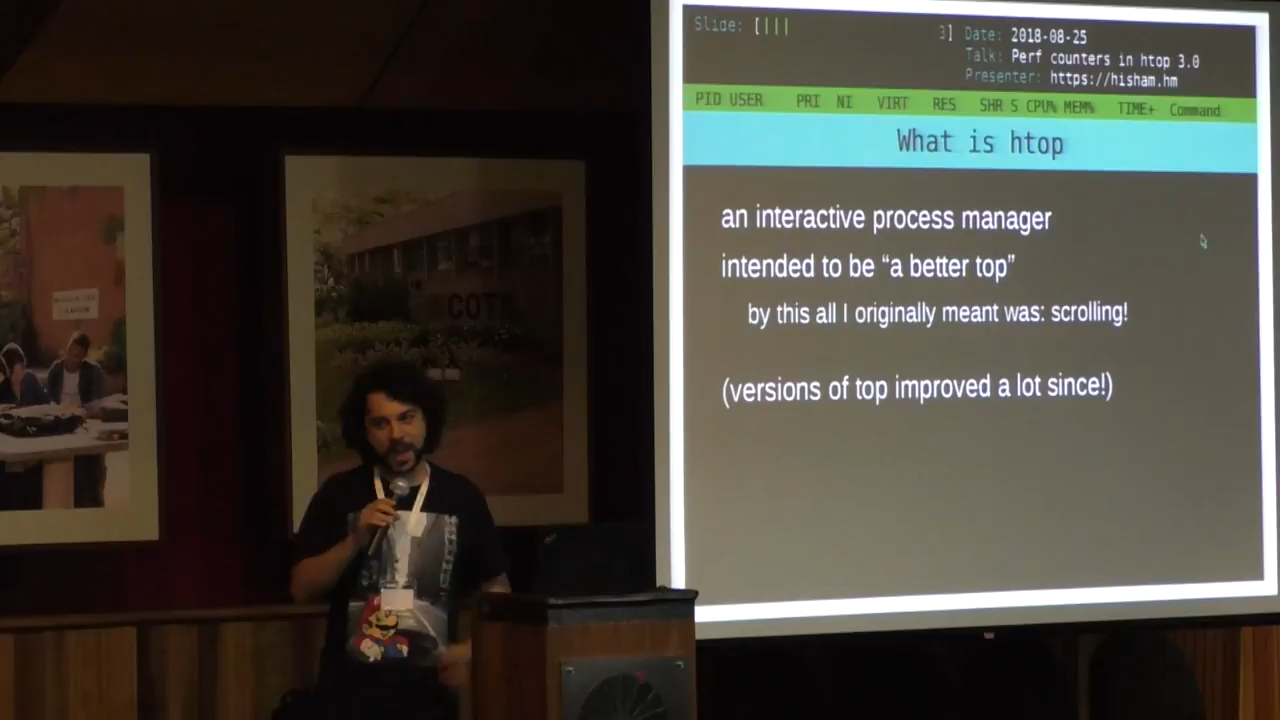 Slide: [||| 3] Date: 2018-08-25
Talk: Perf counters in htop 3.0
Presenter: https://hisham.hm
PID USER PRI NI VIRT RES SHR S CPU% MEM% TIME+ Command
What is htop
an interactive process manager
intended to be “a better top”
by this all I originally meant was: scrolling!
(versions of top improved a lot since!)
COT